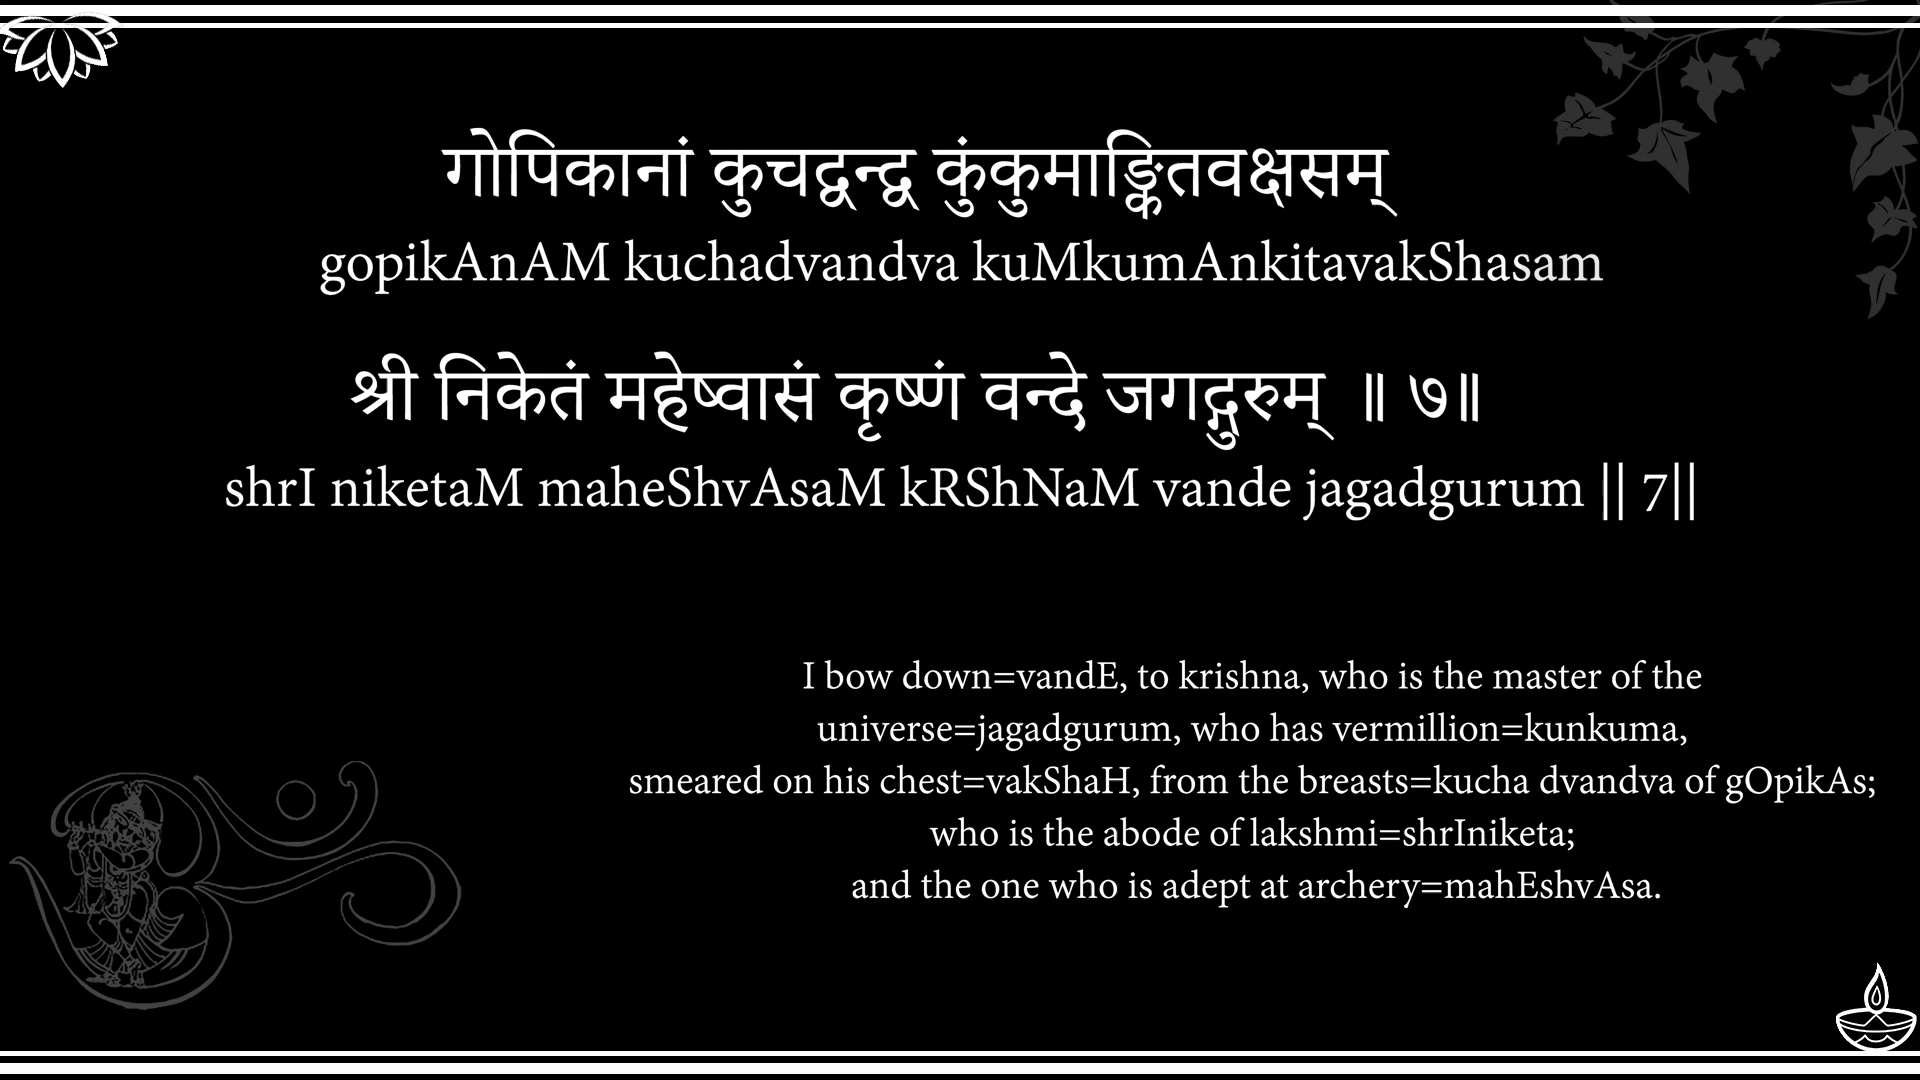 गोपिकानां कुचद्वन्द्व कुंकुमाङ्कितवक्षसम्
gopikAnAM kuchadvandva kuMkumAnkitavakShasam
श्री निकेतं महेष्वासं कृष्णं वन्दे जगद्गुरुम् ॥ ७॥
shrI niketaM maheShvAsaM kRShNaM vande jagadgurum || 7||
I bow down=vandE, to krishna, who is the master of the
universe=jagadgurum, who has vermillion=kunkuma,
smeared on his chest=vakShaH, from the breasts=kucha dvandva of gOpikAs;
who is the abode of lakshmi=shrIniketa;
and the one who is adept at archery=mahEshvAsa.